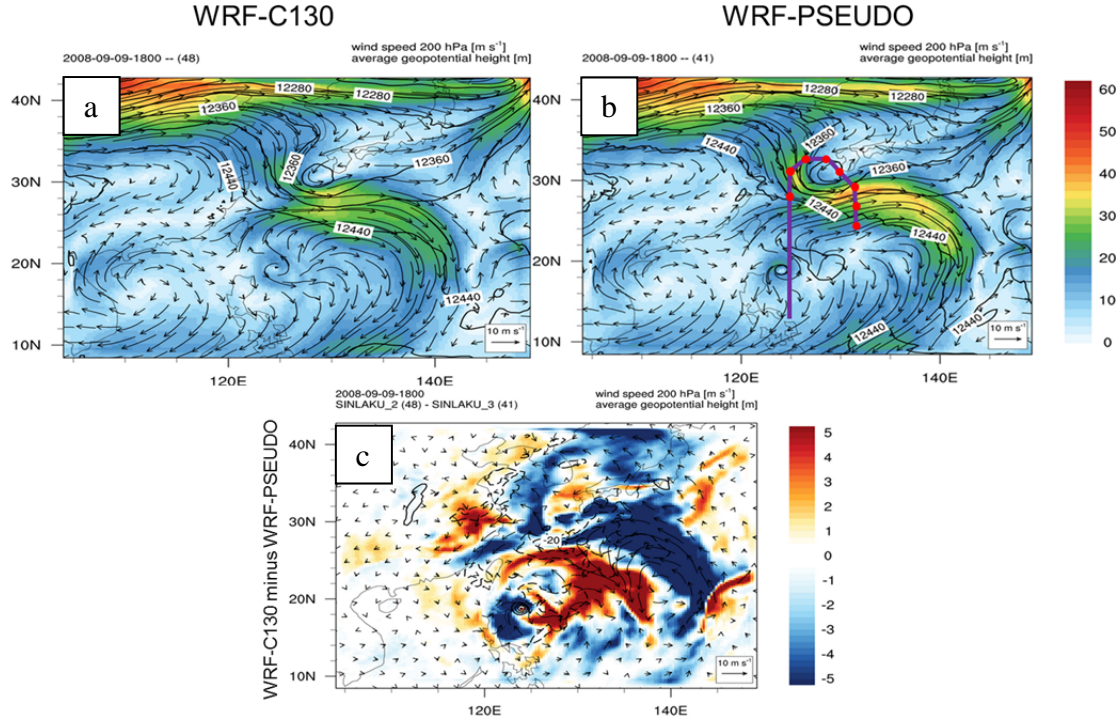 WRF-C130
WRF-PSEUDO
2008-09-09-1800 -- (48)
wind speed 200 hPa [m s⁻¹]
average geopotential height [m]
a
12280
12280
12360
12360
12360
12440
12440
12440
40N
30N
20N
10N
120E
140E
10 m s⁻¹
2008-09-09-1800 -- (41)
wind speed 200 hPa [m s⁻¹]
average geopotential height [m]
b
12280
12280
12360
12360
12360
12440
12440
12440
12440
12440
40N
30N
20N
10N
120E
140E
10 m s⁻¹
60
50
40
30
20
10
0
2008-09-09-1800
SINLAKU_2 (48) - SINLAKU_3 (41)
wind speed 200 hPa [m s⁻¹]
average geopotential height [m]
c
WRF-C130 minus WRF-PSEUDO
-20
40N
30N
20N
10N
120E
140E
10 m s⁻¹
5
4
3
2
1
0
-1
-2
-3
-4
-5